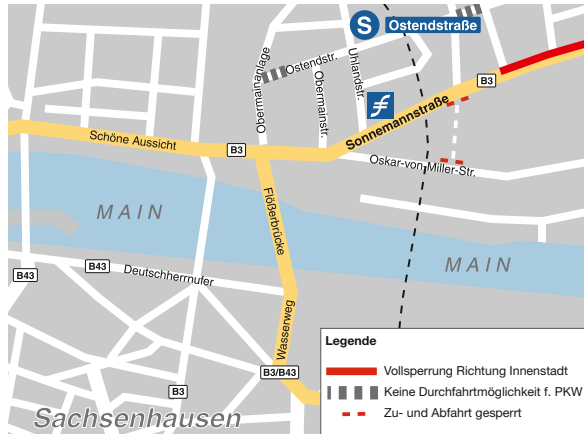 S Ostendstraße
Obermainanlage
Ostendstr.
Obermainstr.
Uhlandstr.
B3
Sonnemannstraße
Schöne Aussicht
B3
Oskar-von-Miller-Str.
MAIN
Flößerbrücke
MAIN
B43
B43
Deutschherrnufer
Wasserweg
B3/B43
B3
Sachsenhausen
Legende
Vollsperrung Richtung Innenstadt
Keine Durchfahrtmöglichkeit f. PKW
Zu- und Abfahrt gesperrt